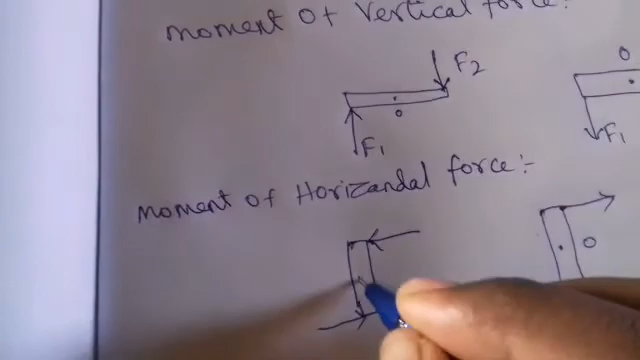 moment of Vertical force:
F2
O
O
F1
F1
moment of Horizandal force:-
O